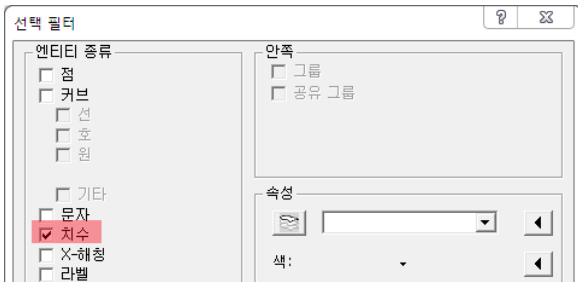 선택 필터
엔티티 종류
점
커브
선
호
원
기타
문자
치수
X-해칭
라벨
안쪽
그룹
공유 그룹
속성
색: